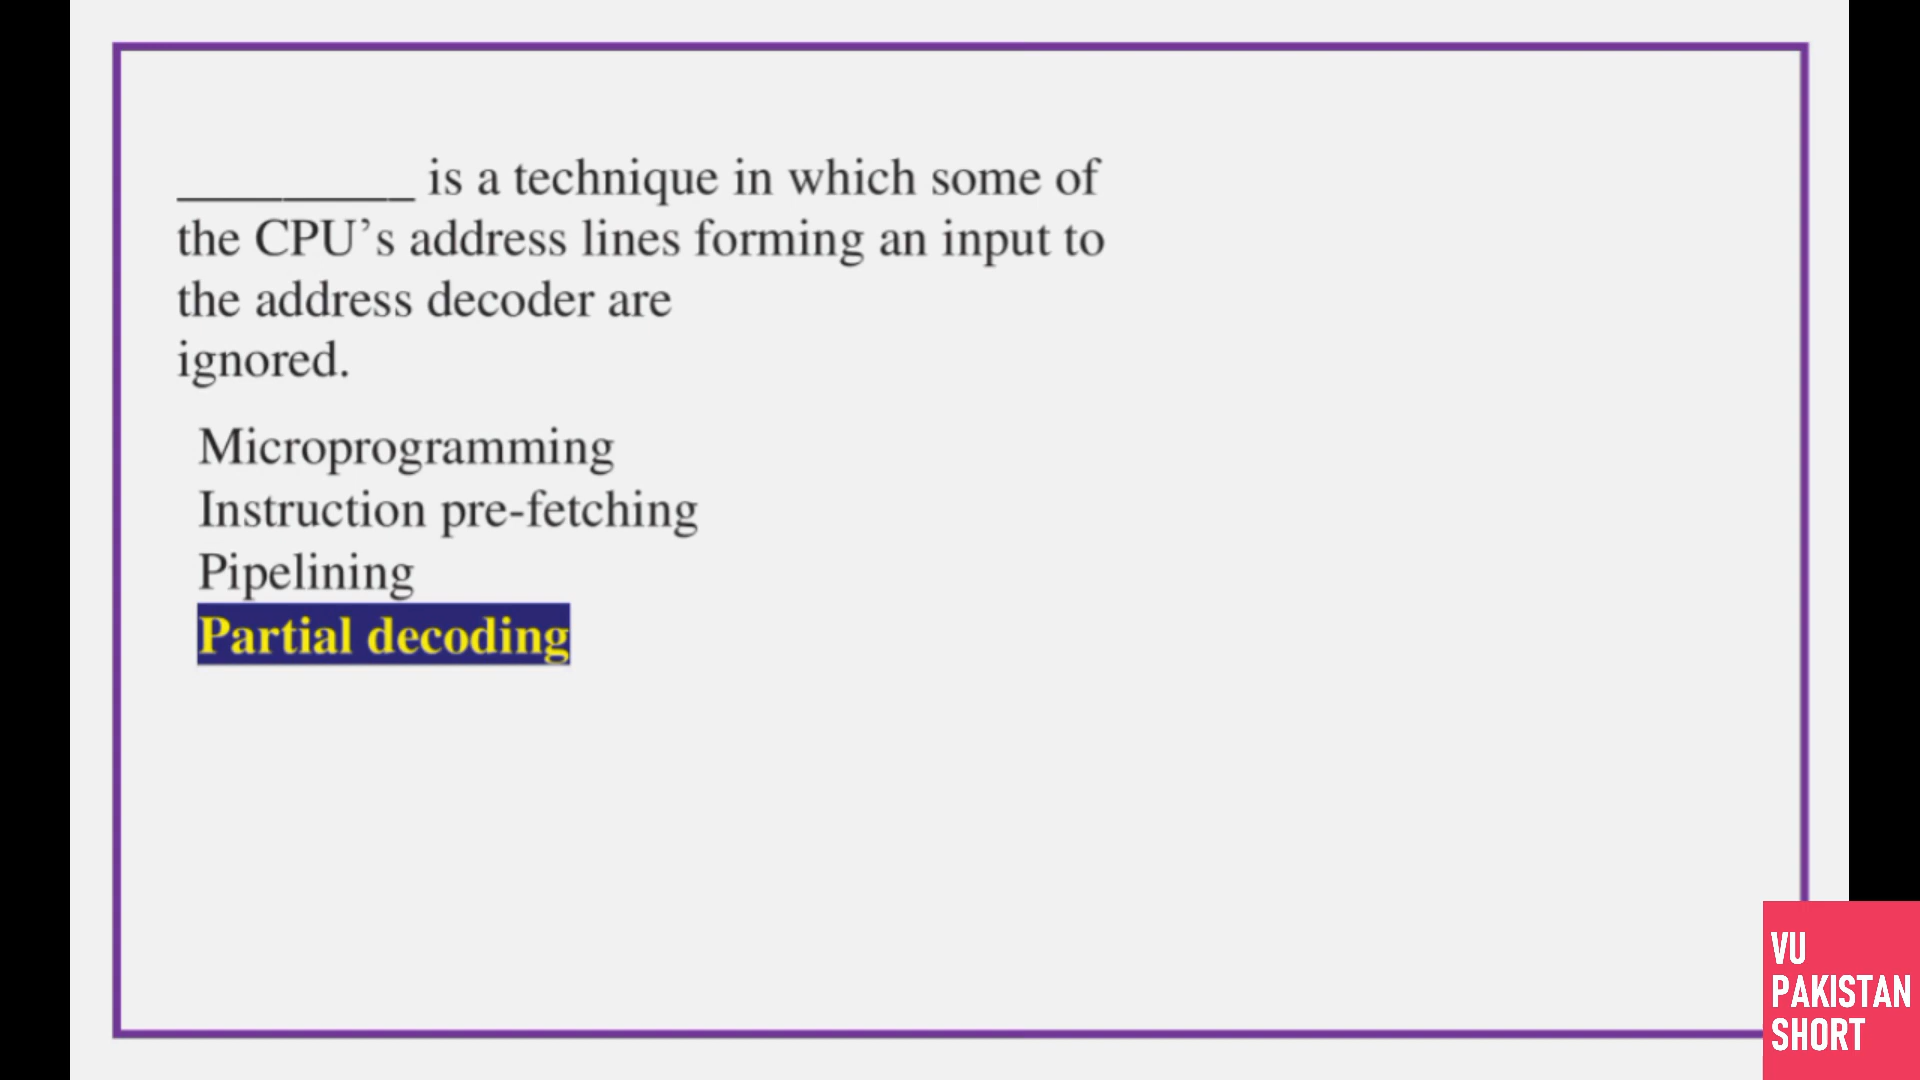 _________ is a technique in which some of
the CPU’s address lines forming an input to
the address decoder are
ignored.
Microprogramming
Instruction pre-fetching
Pipelining
Partial decoding
VU
PAKISTAN
SHORT